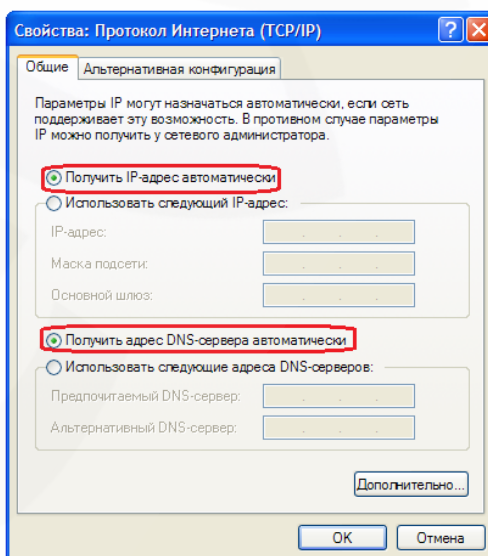 Свойства: Протокол Интернета (TCP/IP)
Общие
Альтернативная конфигурация
Параметры IP могут назначаться автоматически, если сеть
поддерживает эту возможность. В противном случае параметры
IP можно получить у сетевого администратора.
Получить IP-адрес автоматически
Использовать следующий IP-адрес:
IP-адрес:
Маска подсети:
Основной шлюз:
Получить адрес DNS-сервера автоматически
Использовать следующие адреса DNS-серверов:
Предпочитаемый DNS-сервер:
Альтернативный DNS-сервер:
Дополнительно...
OK
Отмена